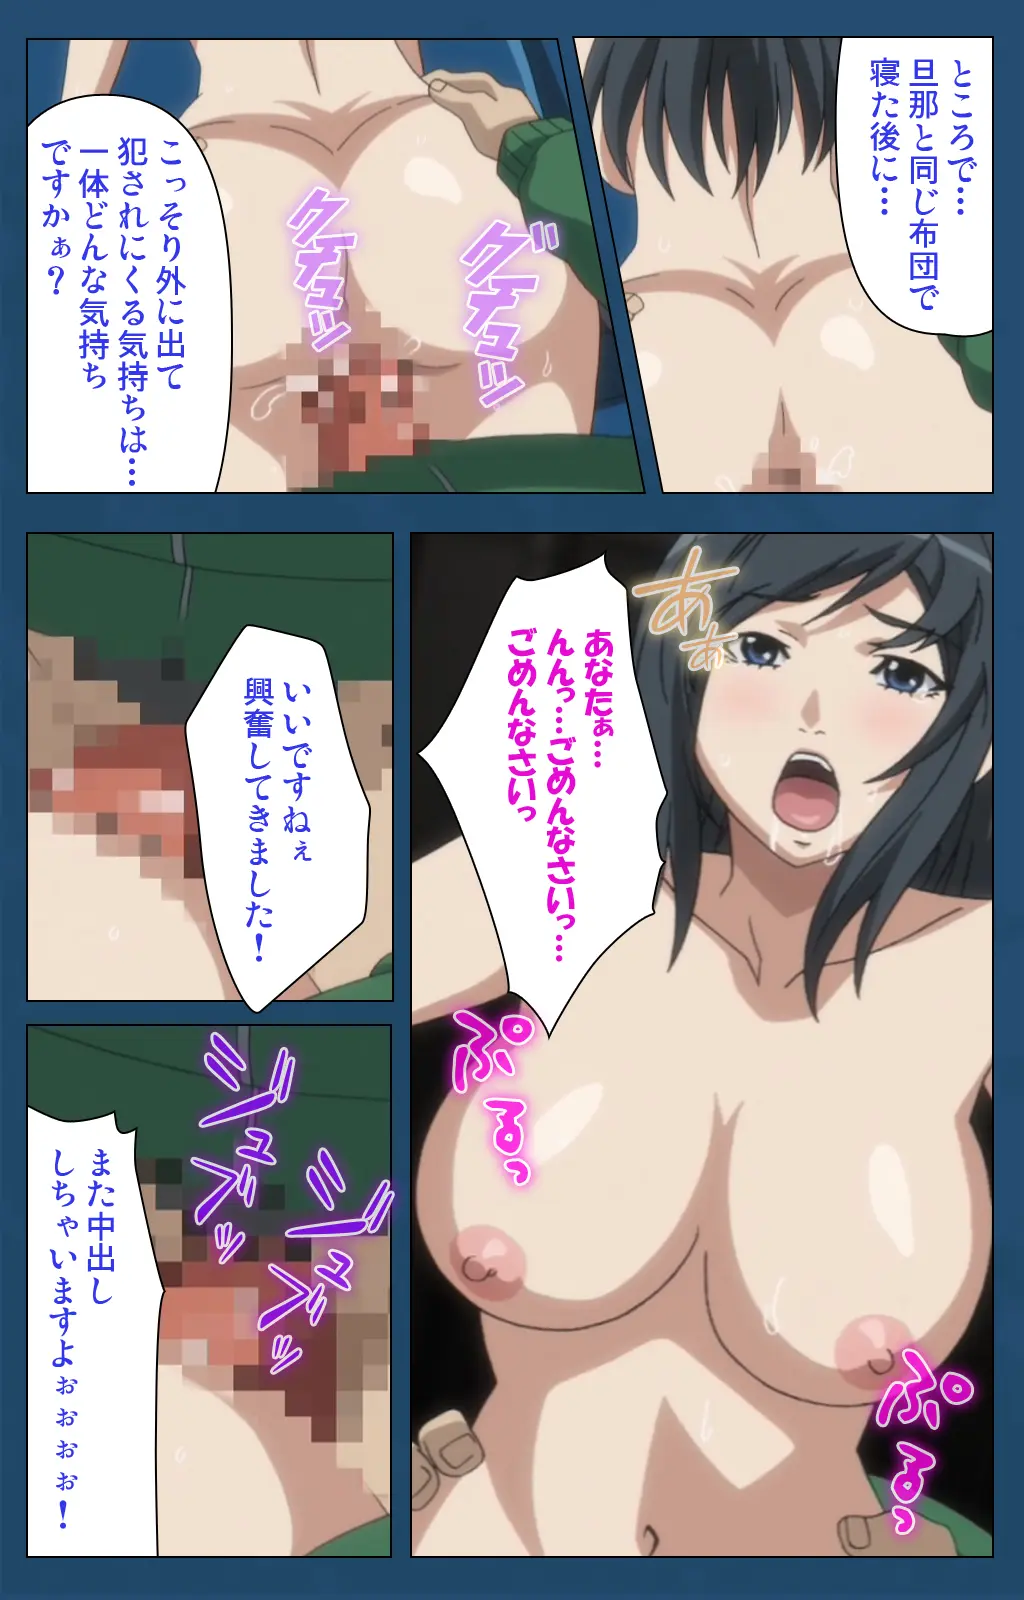 ところで…
旦那と同じ布団で
寝た後に…
こっそり外に出て
犯されにくる気持ちは…
一体どんな気持ち
ですかぁ？
グチュッ
グチュッ
あぁ
あなたぁ…
んんっ…ごめんなさいっ…
ごめんなさいっ
ぷるっ
ぷるっ
いいですねぇ
興奮してきました！
ジュブッ
ジュブッ
また中出し
しちゃいますよぉぉぉぉ！